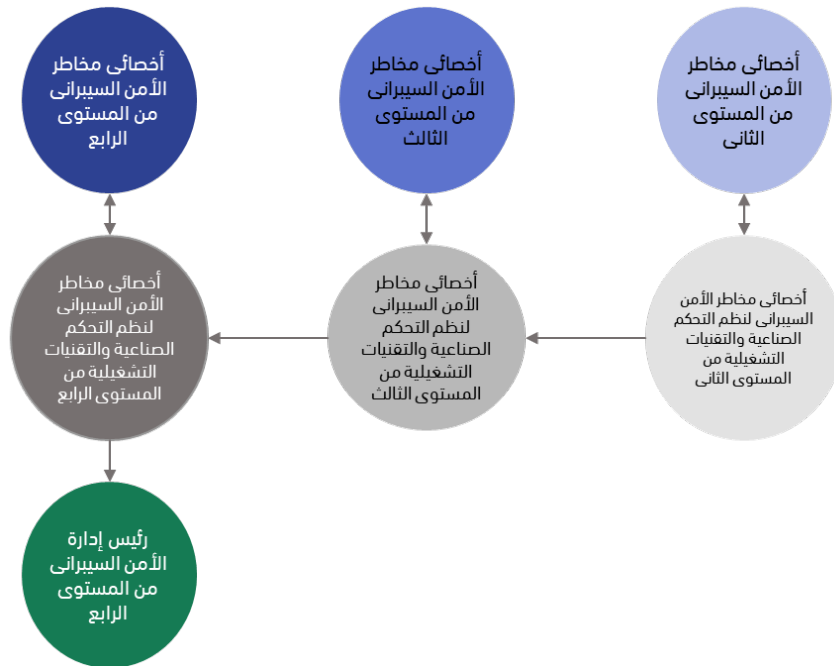 أخصائي مخاطر
الأمن السيبراني
من المستوى
الثاني
أخصائي مخاطر
الأمن السيبراني
من المستوى
الثالث
أخصائي مخاطر
الأمن السيبراني
من المستوى
الرابع
أخصائي مخاطر الأمن
السيبراني لنظم التحكم
الصناعية والتقنيات
التشغيلية من
المستوى الثاني
أخصائي مخاطر
الأمن السيبراني
لنظم التحكم
الصناعية والتقنيات
التشغيلية من
المستوى الثالث
أخصائي مخاطر
الأمن السيبراني
لنظم التحكم
الصناعية والتقنيات
التشغيلية من
المستوى الرابع
رئيس إدارة
الأمن السيبراني
من المستوى
الرابع